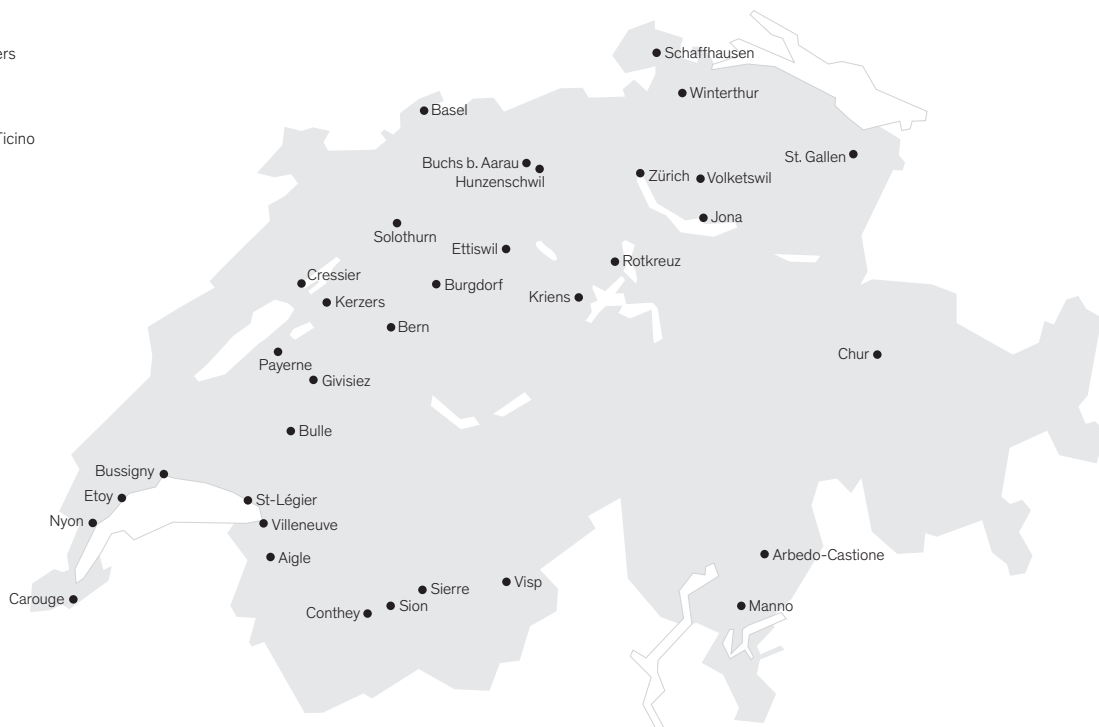 ers
Schaffhausen
Winterthur
Basel
Ticino
St. Gallen
Buchs b. Aarau
Hunzenschwil
Zürich
Volketswil
Jona
Solothurn
Ettiswil
Rotkreuz
Cressier
Burgdorf
Kriens
Kerzers
Bern
Chur
Payerne
Givisiez
Bulle
Bussigny
Etoy
St-Légier
Nyon
Villeneuve
Aigle
Arbedo-Castione
Visp
Sierre
Carouge
Sion
Manno
Conthey